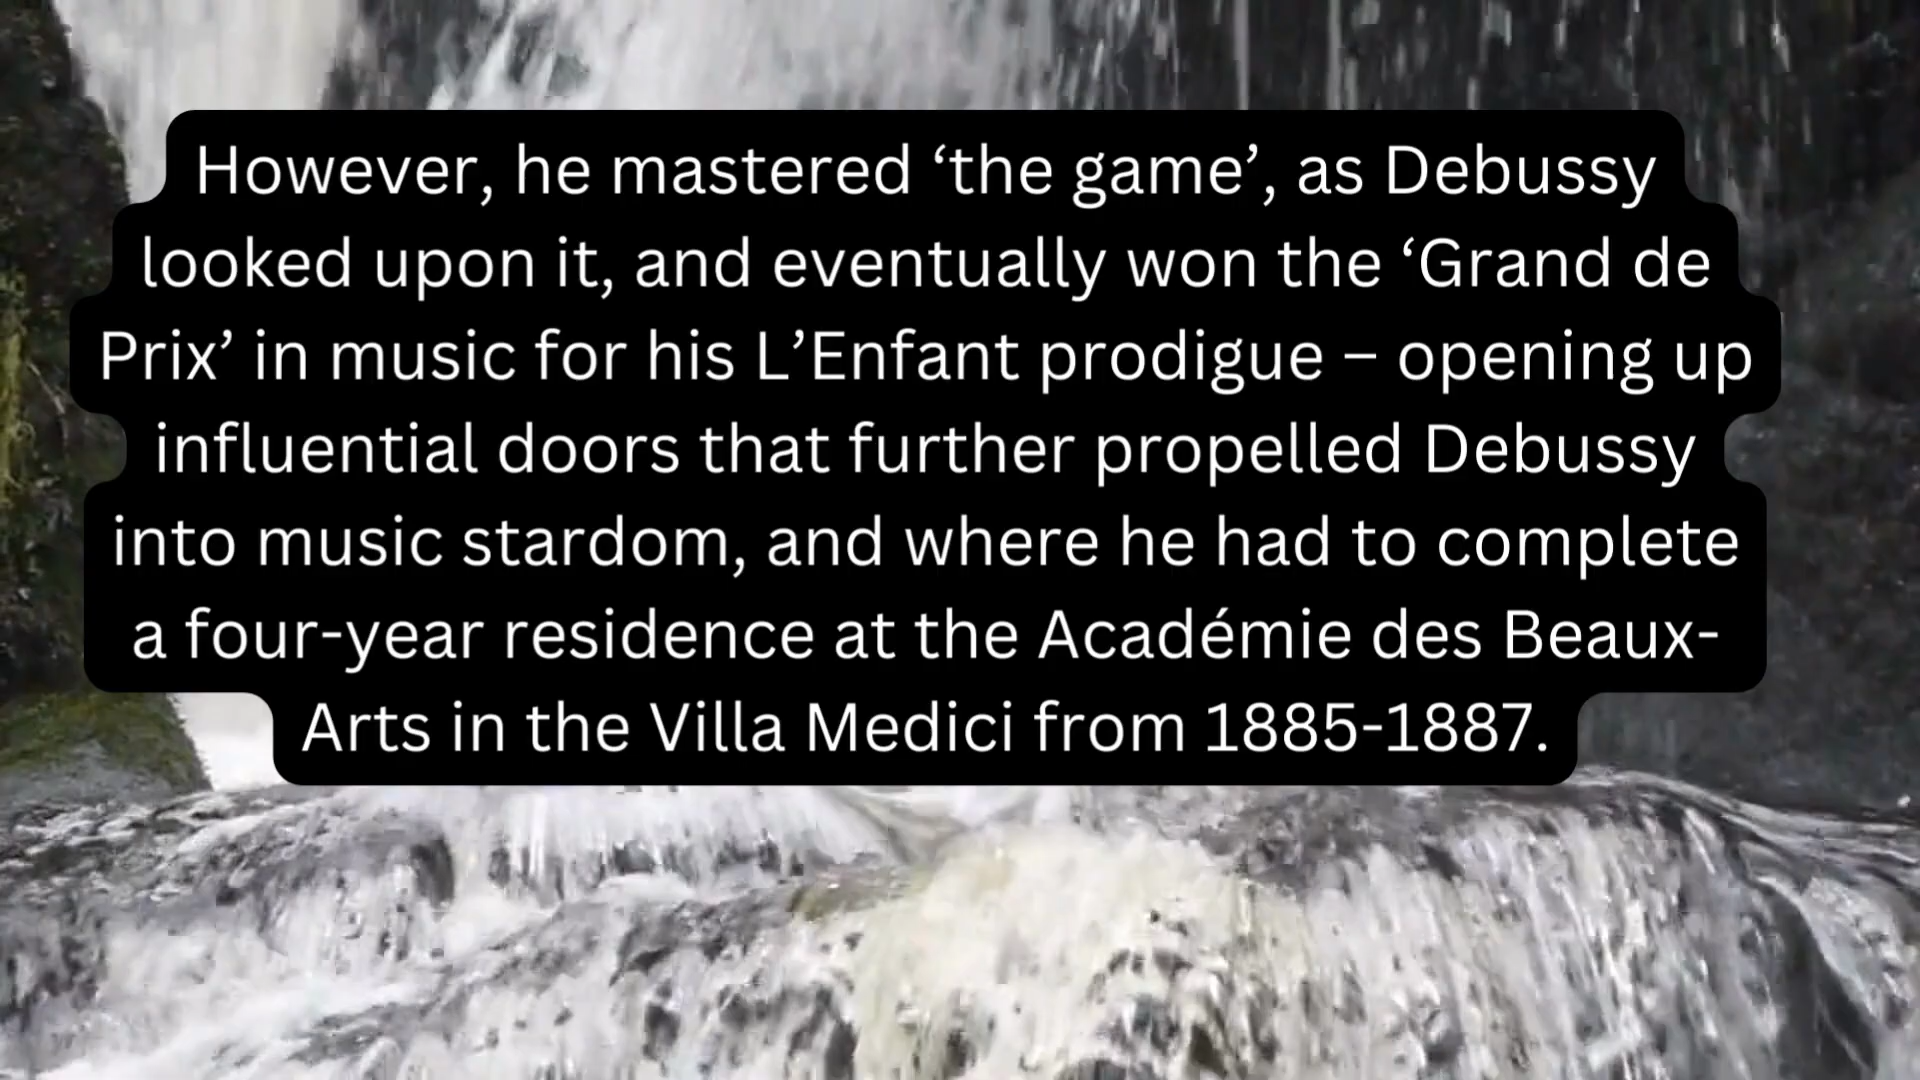 However, he mastered ‘the game’, as Debussy
looked upon it, and eventually won the ‘Grand de
Prix’ in music for his L’Enfant prodigue – opening up
influential doors that further propelled Debussy
into music stardom, and where he had to complete
a four-year residence at the Académie des Beaux-
Arts in the Villa Medici from 1885-1887.